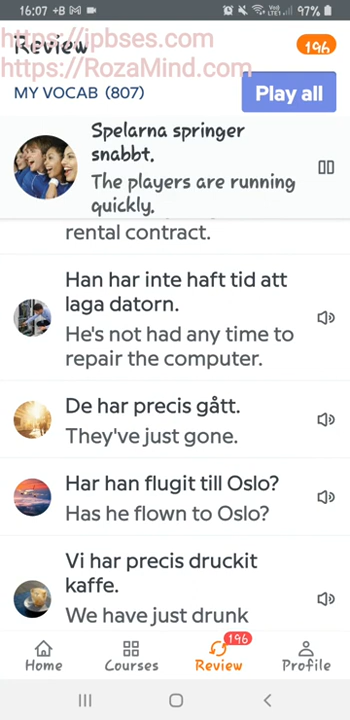 16:07 +B M
97%
https://jpbses.com
Review
196
https://RozaMind.com
MY VOCAB (807)
Play all
Spelarna springer
snabbt.
The players are running
quickly.
rental contract.
Han har inte haft tid att
laga datorn.
He's not had any time to
repair the computer.
De har precis gått.
They've just gone.
Har han flugit till Oslo?
Has he flown to Oslo?
Vi har precis druckit
kaffe.
We have just drunk
196
Home
Courses
Review
Profile